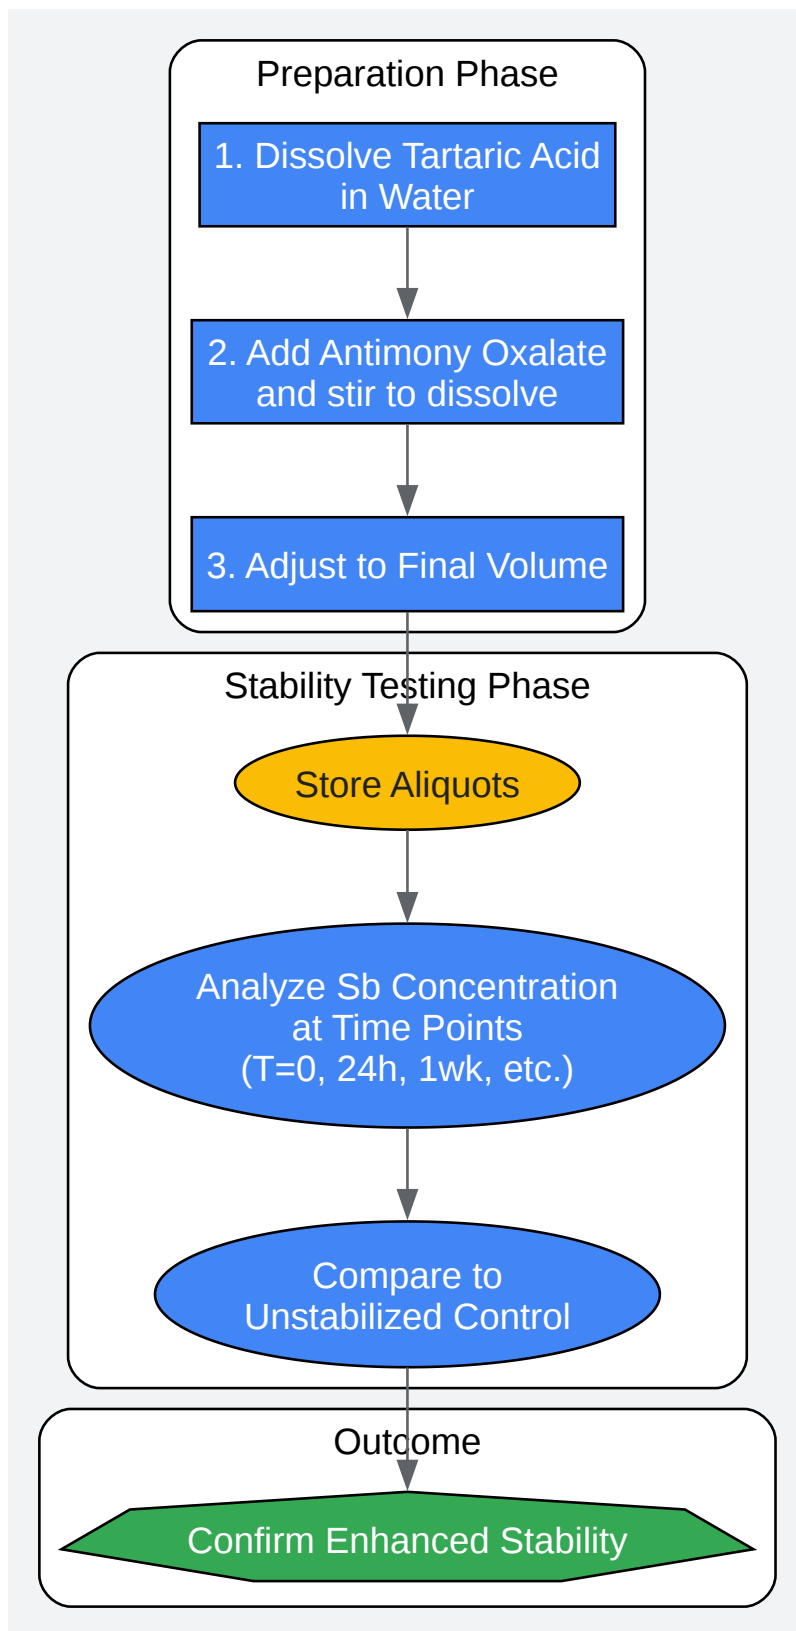 Preparation Phase
1. Dissolve Tartaric Acid
in Water
2. Add Antimony Oxalate
and stir to dissolve
3. Adjust to Final Volume
Stability Testing Phase
Store Aliquots
Analyze Sb Concentration
at Time Points
(T=0, 24h, 1wk, etc.)
Compare to
Unstabilized Control
Outcome
Confirm Enhanced Stability